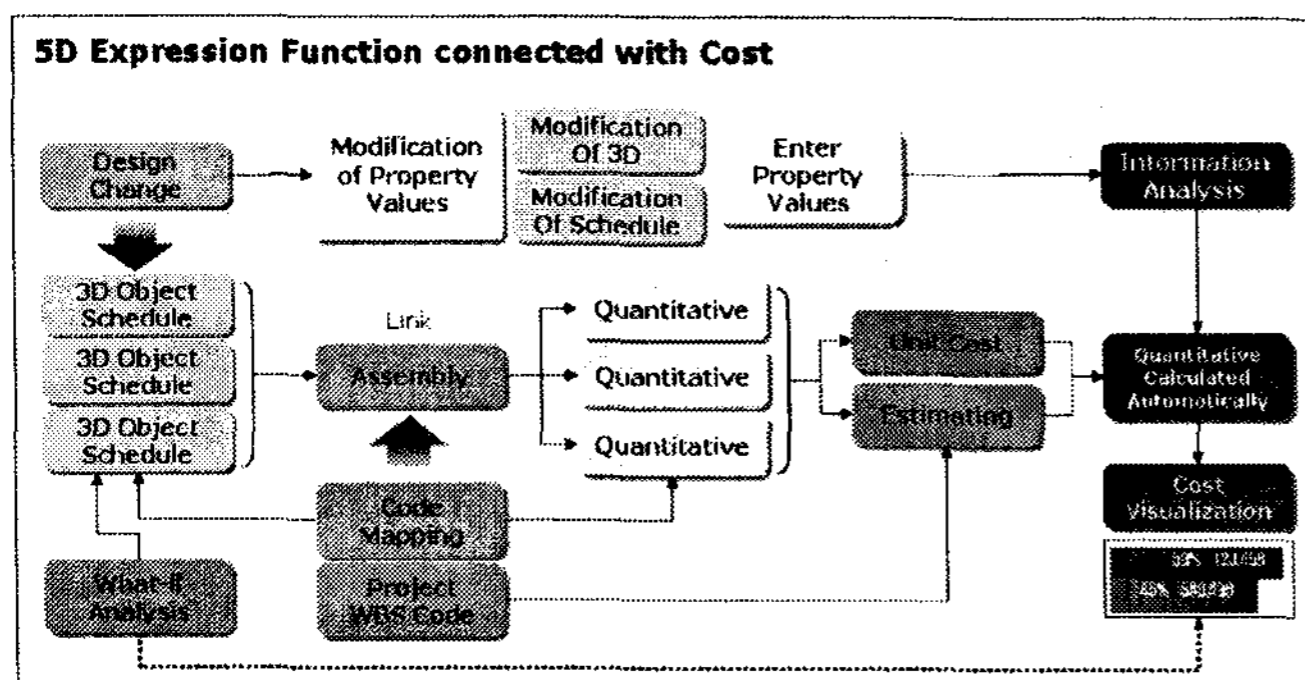 5D Expression Function connected with Cost
Design
Change
Modification
of Property
Values
Modification
Of 3D
Modification
Of Schedule
Enter
Property
Values
Information
Analysis
3D Object
Schedule
3D Object
Schedule
3D Object
Schedule
Link
Assembly
Quantitative
Quantitative
Quantitative
Unit Cost
Estimating
Quantitative
Calculated
Automatically
Code
Mapping
Project
WBS Code
What-if
Analysis
Cost
Visualization